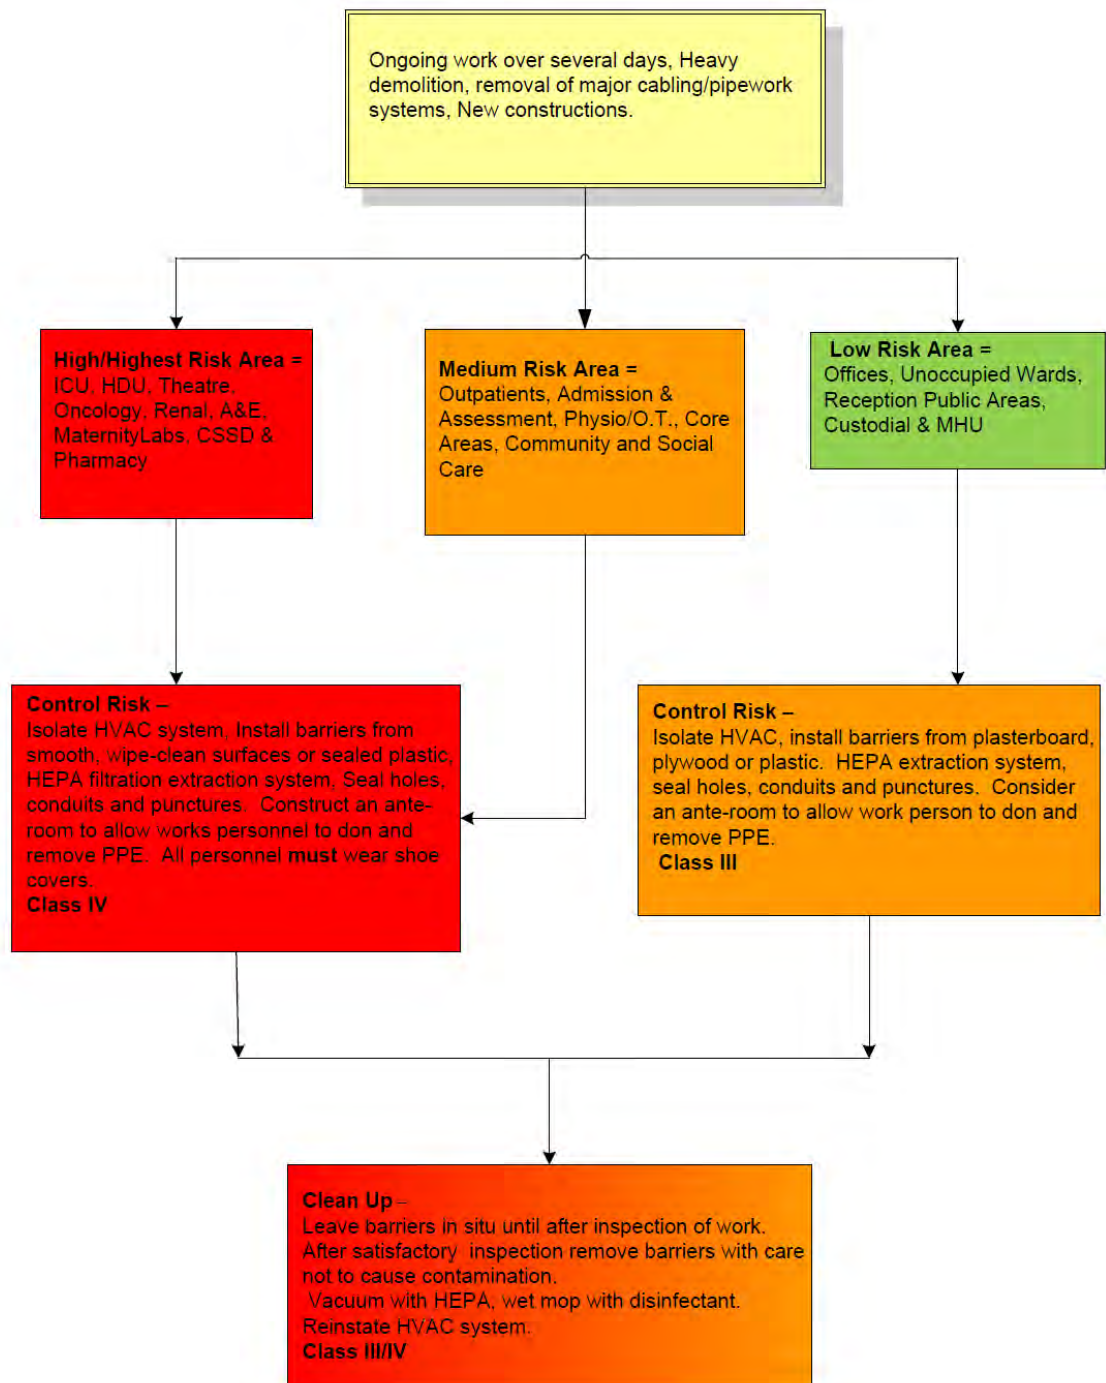 Ongoing work over several days, Heavy
demolition, removal of major cabling/pipework
systems, New constructions.
High/Highest Risk Area =
ICU, HDU, Theatre,
Oncology, Renal, A&E,
MaternityLabs, CSSD &
Pharmacy
Medium Risk Area =
Outpatients, Admission &
Assessment, Physio/O.T., Core
Areas, Community and Social
Care
Low Risk Area =
Offices, Unoccupied Wards,
Reception Public Areas,
Custodial & MHU
Control Risk –
Isolate HVAC system, Install barriers from
smooth, wipe-clean surfaces or sealed plastic,
HEPA filtration extraction system, Seal holes,
conduits and punctures. Construct an ante-
room to allow works personnel to don and
remove PPE. All personnel must wear shoe
covers.
Class IV
Control Risk –
Isolate HVAC, install barriers from plasterboard,
plywood or plastic. HEPA extraction system,
seal holes, conduits and punctures. Consider
an ante-room to allow work person to don and
remove PPE.
Class III
Clean Up –
Leave barriers in situ until after inspection of work.
After satisfactory inspection remove barriers with care
not to cause contamination.
Vacuum with HEPA, wet mop with disinfectant.
Reinstate HVAC system.
Class III/IV